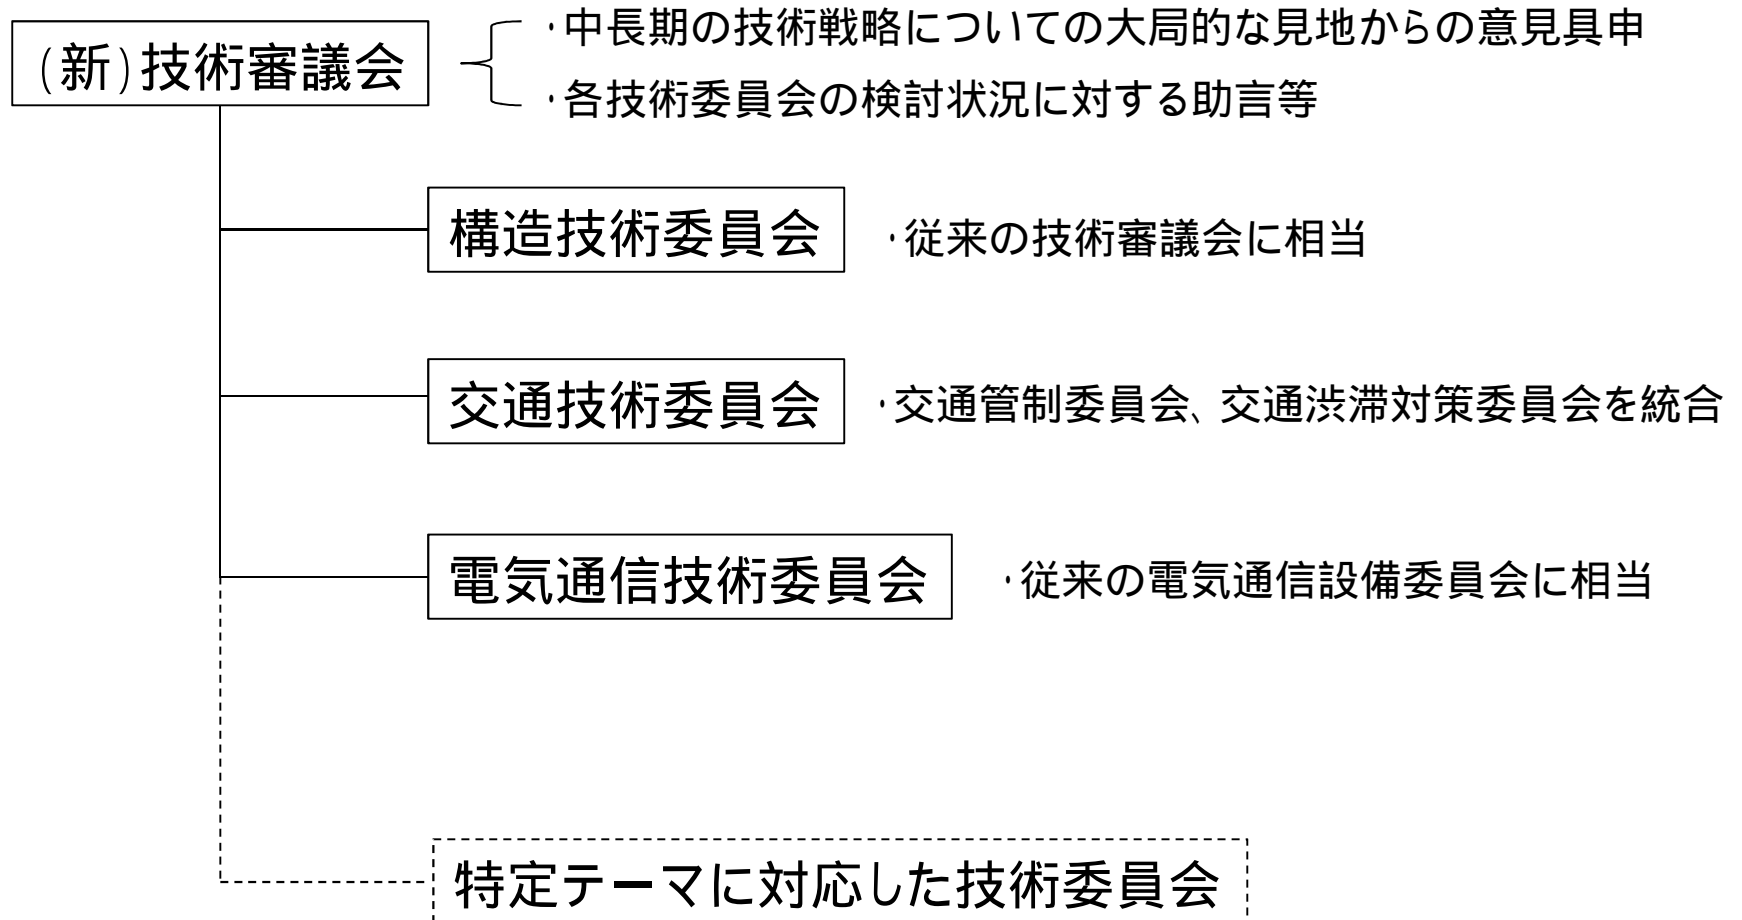 (新)技術審議会
・中長期の技術戦略についての大局的な見地からの意見具申
・各技術委員会の検討状況に対する助言等
構造技術委員会
・従来の技術審議会に相当
交通技術委員会
・交通管制委員会、交通渋滞対策委員会を統合
電気通信技術委員会
・従来の電気通信設備委員会に相当
特定テーマに対応した技術委員会